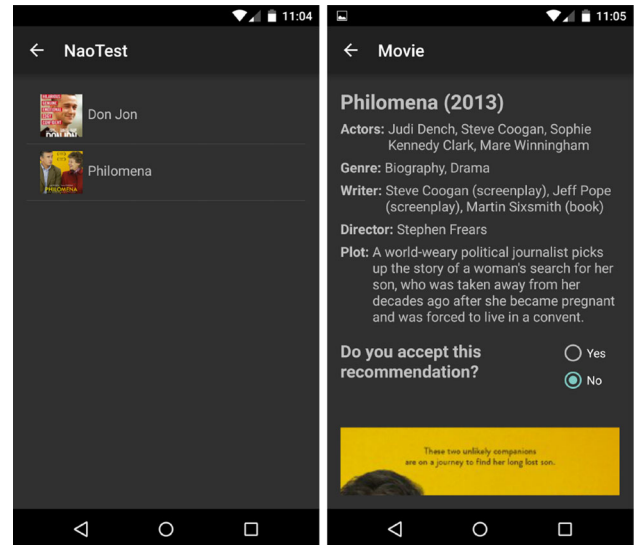 11:04
NaoTest
Don Jon
PHILOMENA
Philomena
11:05
Movie
Philomena (2013)
Actors: Judi Dench, Steve Coogan, Sophie
Kennedy Clark, Mare Winningham
Genre: Biography, Drama
Writer: Steve Coogan (screenplay), Jeff Pope
(screenplay), Martin Sixsmith (book)
Director: Stephen Frears
Plot: A world-weary political journalist picks
up the story of a woman's search for her
son, who was taken away from her
decades ago after she became pregnant
and was forced to live in a convent.
Do you accept this
recommendation?
Yes
No
These two unlikely companions
are on a journey to find her long lost son.